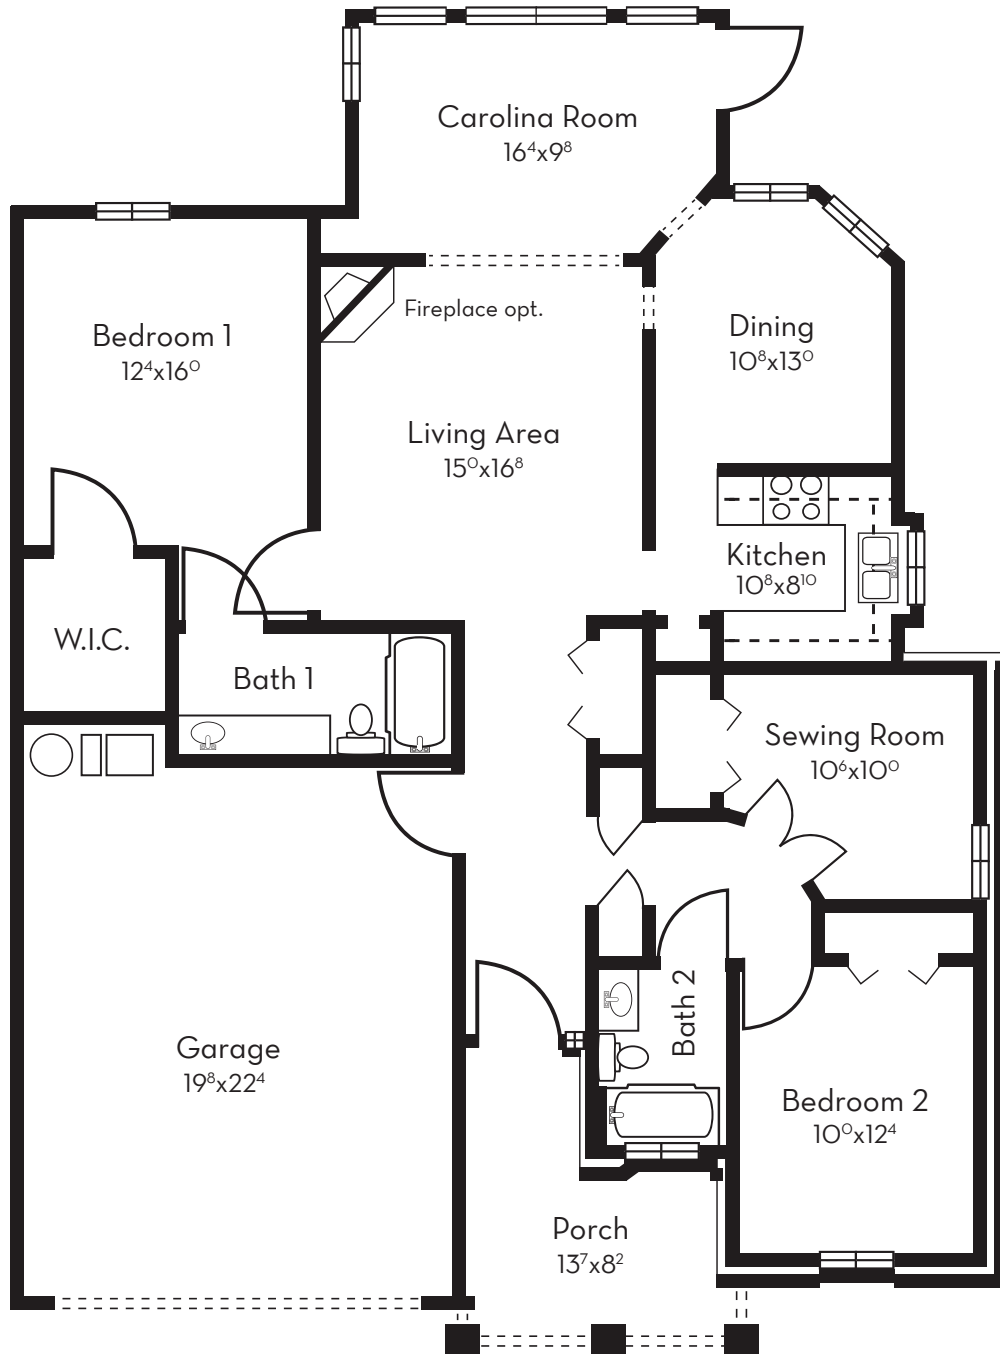 Carolina Room
16⁴x9⁸
Fireplace opt.
Bedroom 1
12⁴x16⁰
Dining
10⁸x13⁰
Living Area
15⁰x16⁸
Kitchen
10⁸x8¹⁰
W.I.C.
Bath 1
Sewing Room
10⁶x10⁰
Bath 2
Garage
19⁸x22⁴
Bedroom 2
10⁰x12⁴
Porch
13⁷x8²